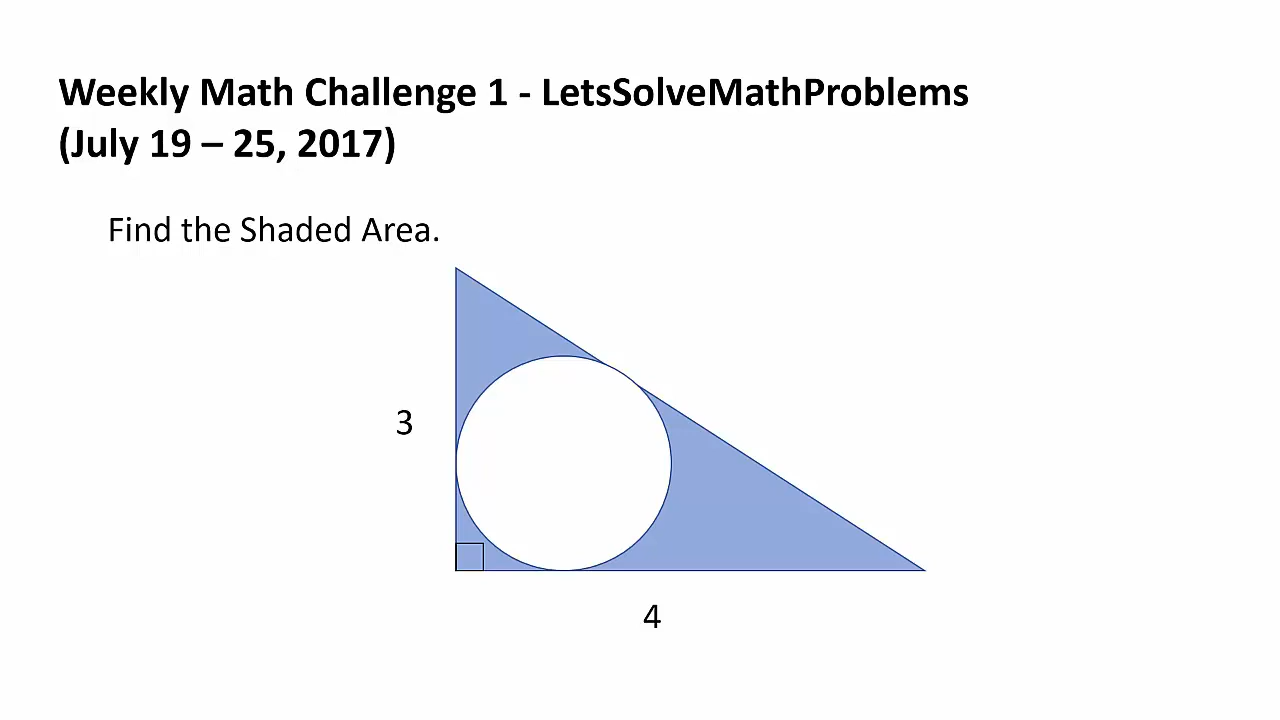 Weekly Math Challenge 1 - LetsSolveMathProblems
(July 19 – 25, 2017)
Find the Shaded Area.
3
4